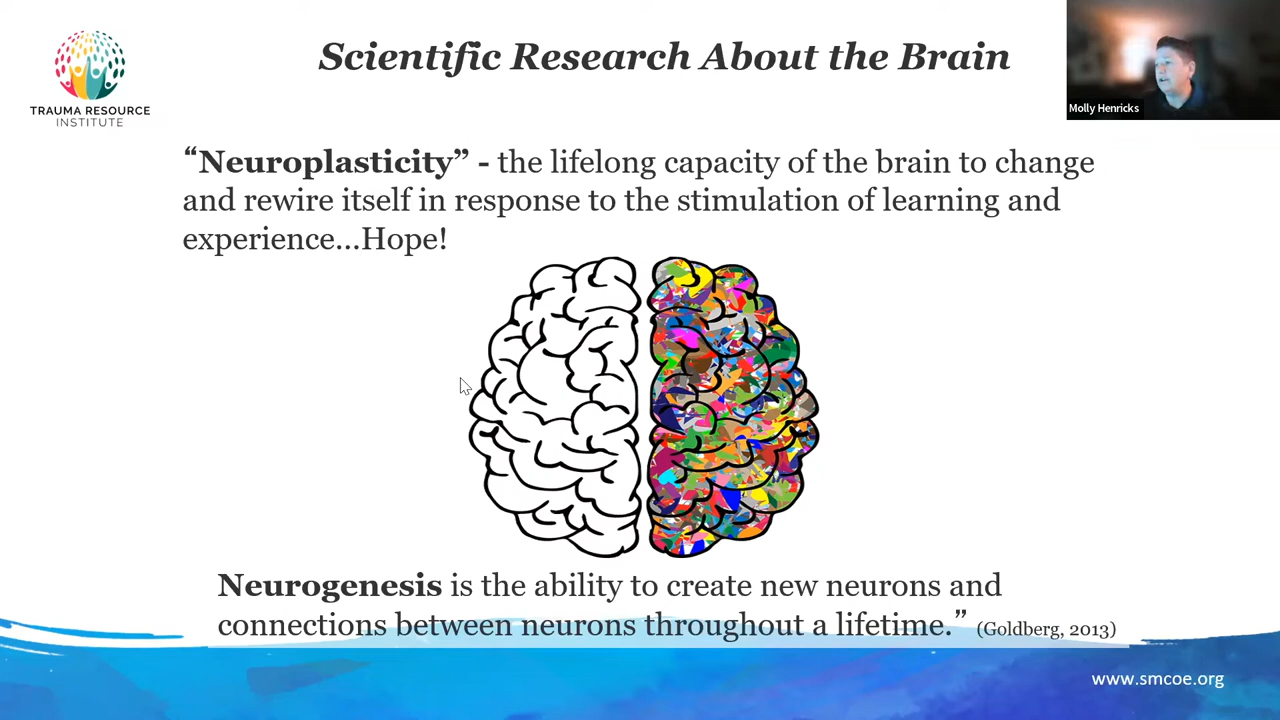 Scientific Research About the Brain
TRAUMA RESOURCE
INSTITUTE
Molly Henricks
“Neuroplasticity” - the lifelong capacity of the brain to change
and rewire itself in response to the stimulation of learning and
experience...Hope!
Neurogenesis is the ability to create new neurons and
connections between neurons throughout a lifetime.” (Goldberg, 2013)
www.smcoe.org